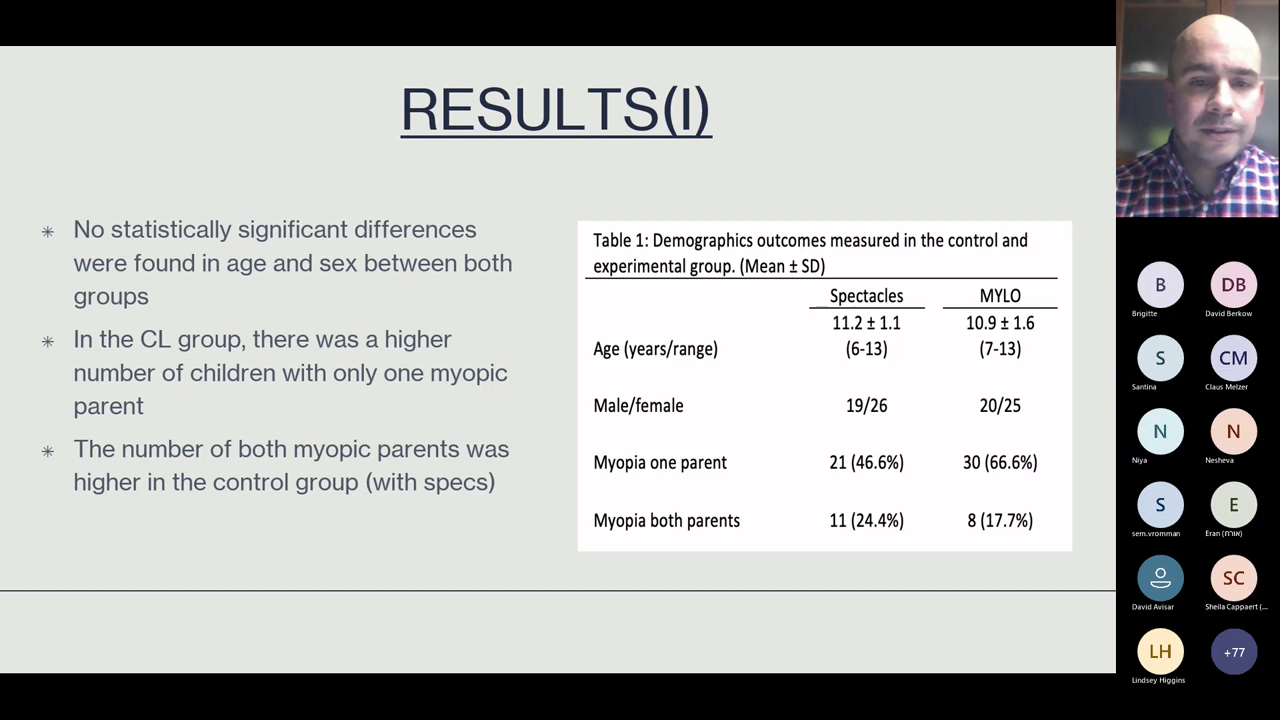 RESULTS(I)
✳ No statistically significant differences
were found in age and sex between both
groups
✳ In the CL group, there was a higher
number of children with only one myopic
parent
✳ The number of both myopic parents was
higher in the control group (with specs)
Table 1: Demographics outcomes measured in the control and
experimental group. (Mean ± SD)
Spectacles MYLO
11.2 ± 1.1 10.9 ± 1.6
Age (years/range) (6-13) (7-13)
Male/female 19/26 20/25
Myopia one parent 21 (46.6%) 30 (66.6%)
Myopia both parents 11 (24.4%) 8 (17.7%)
B DB
Brigitte David Berkow
S CM
Santina Claus Melzer
N N
Niya Nesheva
S E
sem.vromman Eran (אורח)
SC
David Avisar Sheila Cappaert (...
LH +77
Lindsey Higgins